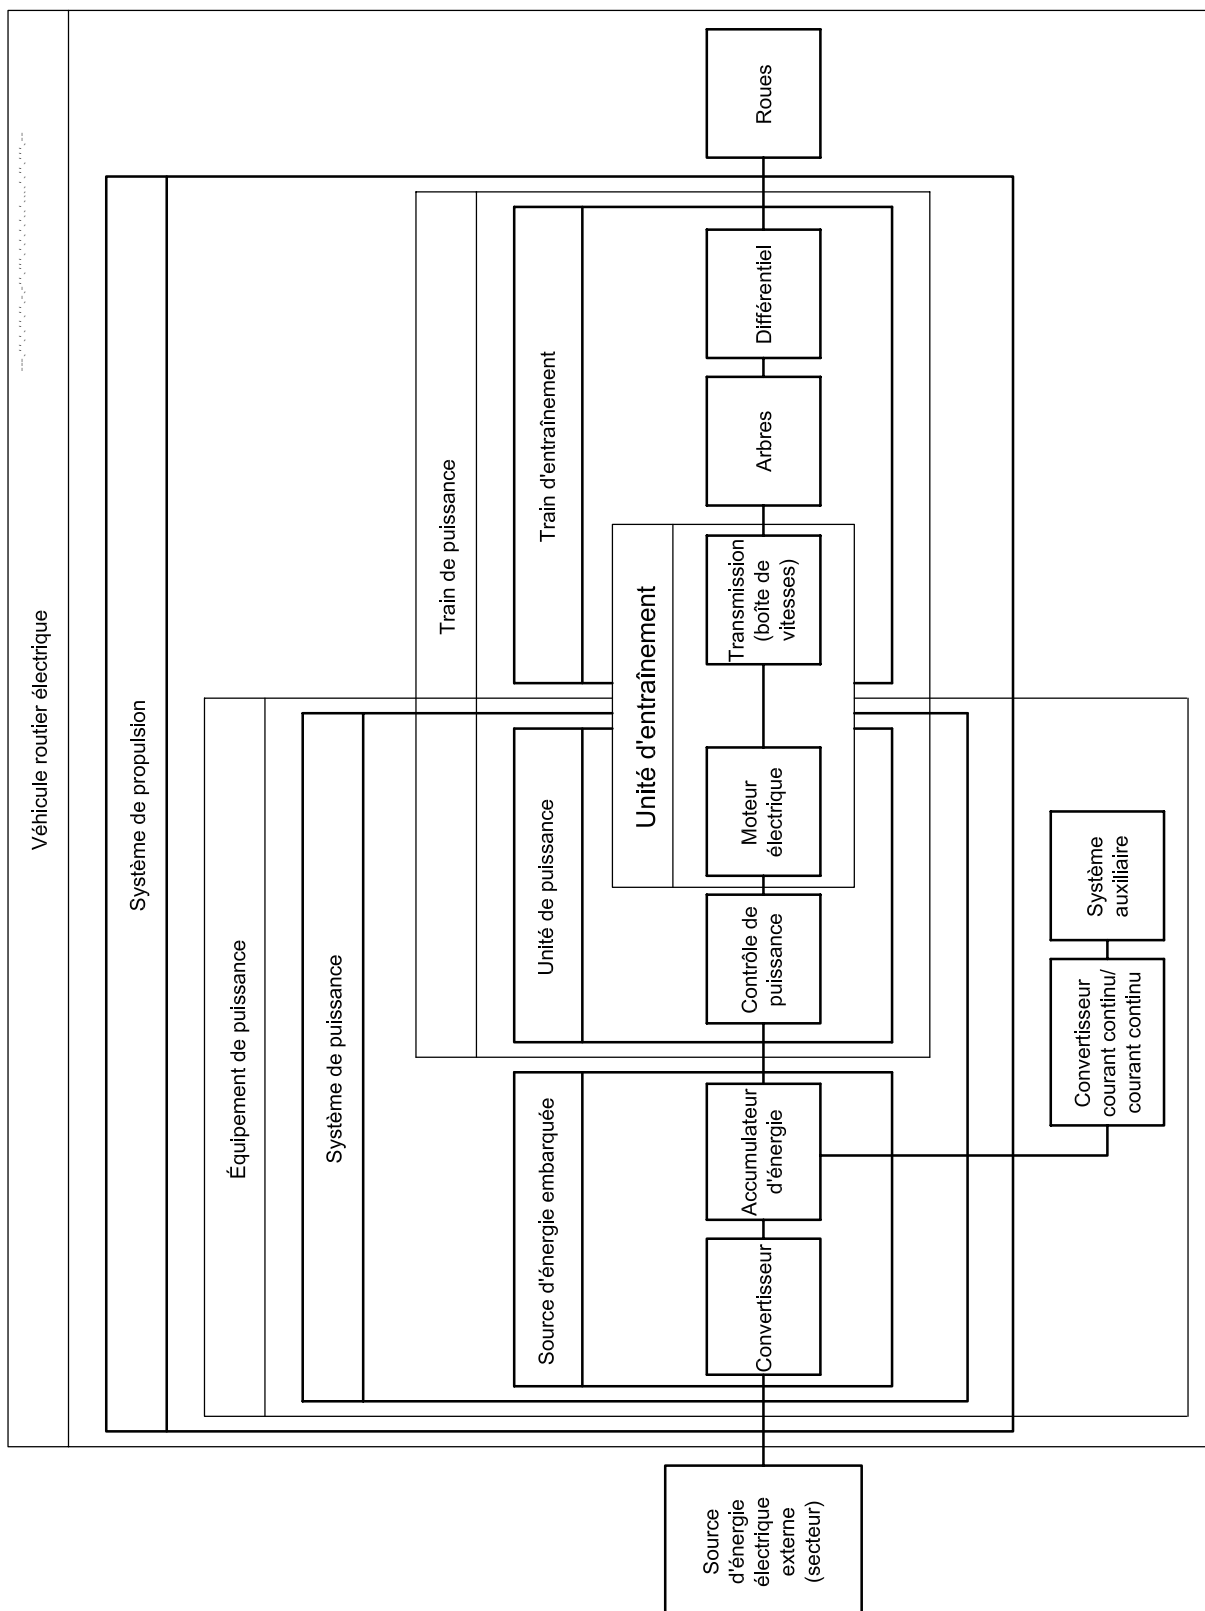 Véhicule routier électrique
Système de propulsion
Équipement de puissance
Système de puissance
Train de puissance
Source d'énergie embarquée
Unité de puissance
Train d'entraînement
Unité d'entraînement
Source
d'énergie
électrique
externe
(secteur)
Convertisseur
Accumulateur
d'énergie
Contrôle de
puissance
Moteur
électrique
Transmission
(boîte de
vitesses)
Arbres
Différentiel
Roues
Convertisseur
courant continu/
courant continu
Système
auxiliaire